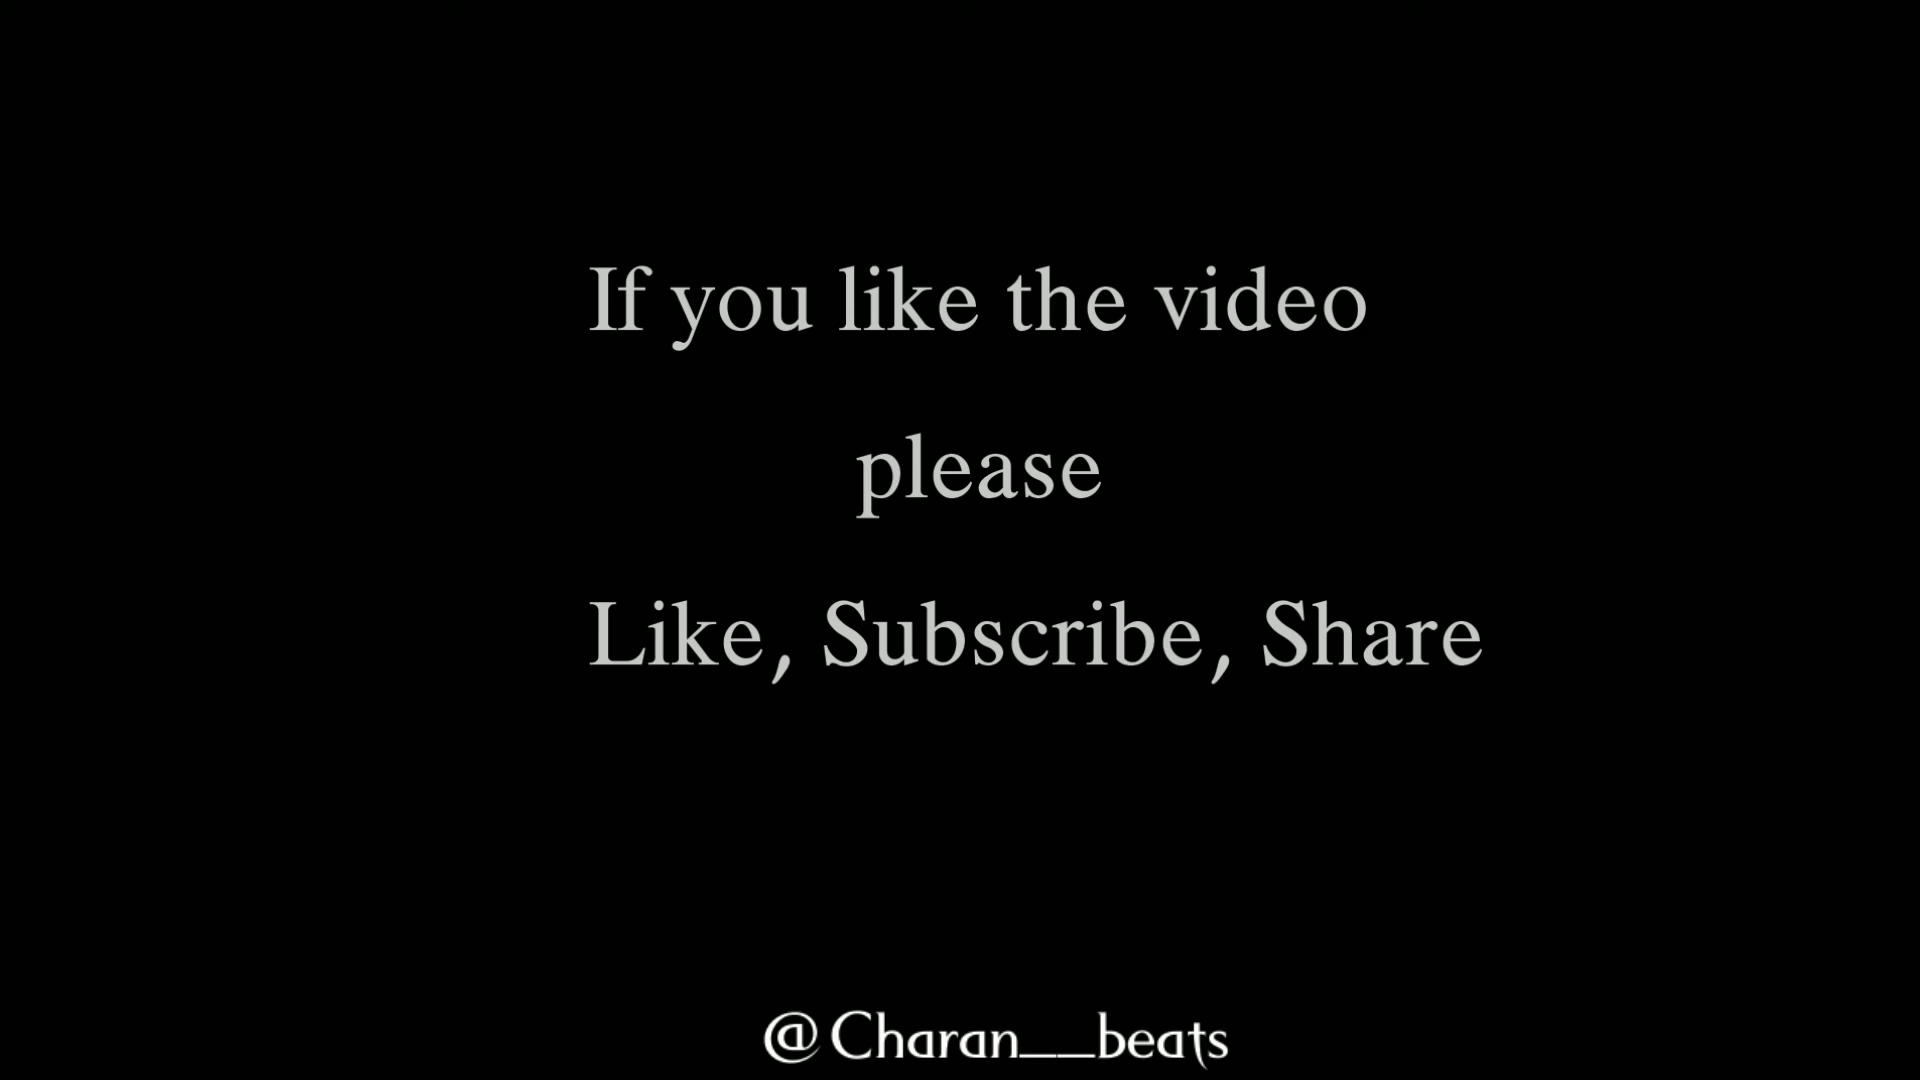 If you like the video
please
Like, Subscribe, Share
@Charan__beats